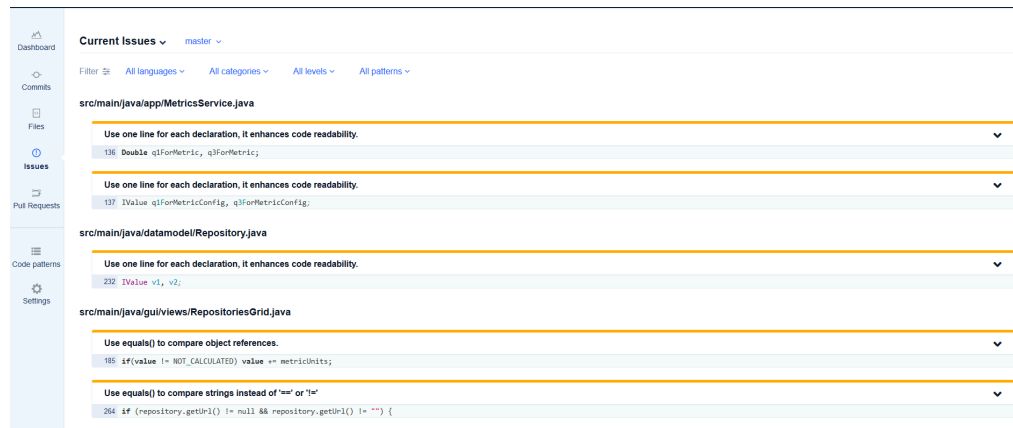 Dashboard
Commits
Files
Issues
Pull Requests
Code patterns
Settings
Current Issues master
Filter All languages All categories All levels All patterns
src/main/java/app/MetricsService.java
Use one line for each declaration, it enhances code readability.
136 Double q1ForMetric, q3ForMetric;
Use one line for each declaration, it enhances code readability.
137 IValue q1ForMetricConfig, q3ForMetricConfig;
src/main/java/datamodel/Repository.java
Use one line for each declaration, it enhances code readability.
232 IValue v1, v2;
src/main/java/gui/views/RepositoriesGrid.java
Use equals() to compare object references.
185 if(value != NOT_CALCULATED) value += metricUnits;
Use equals() to compare strings instead of '==' or '!='
264 if (repository.getUrl() != null && repository.getUrl() != "") {